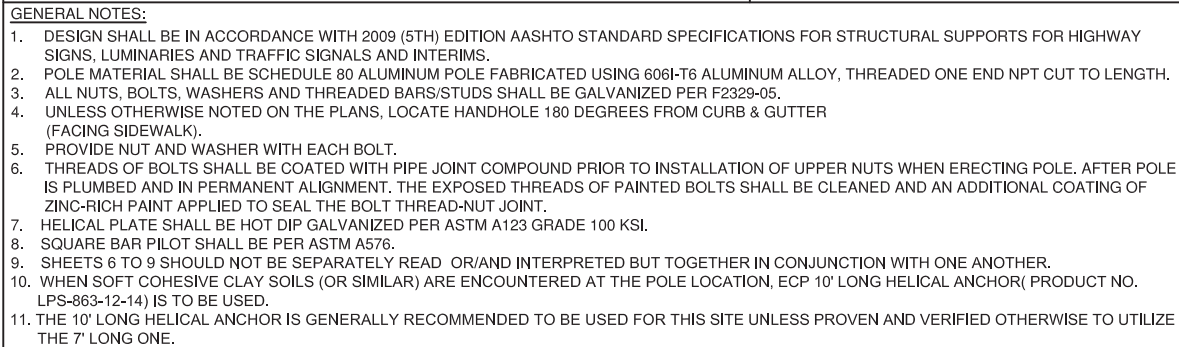 GENERAL NOTES:
1. DESIGN SHALL BE IN ACCORDANCE WITH 2009 (5TH) EDITION AASHTO STANDARD SPECIFICATIONS FOR STRUCTURAL SUPPORTS FOR HIGHWAY
SIGNS, LUMINARIES AND TRAFFIC SIGNALS AND INTERIMS.
2. POLE MATERIAL SHALL BE SCHEDULE 80 ALUMINUM POLE FABRICATED USING 606I-T6 ALUMINUM ALLOY, THREADED ONE END NPT CUT TO LENGTH.
3. ALL NUTS, BOLTS, WASHERS AND THREADED BARS/STUDS SHALL BE GALVANIZED PER F2329-05.
4. UNLESS OTHERWISE NOTED ON THE PLANS, LOCATE HANDHOLE 180 DEGREES FROM CURB & GUTTER
(FACING SIDEWALK).
5. PROVIDE NUT AND WASHER WITH EACH BOLT.
6. THREADS OF BOLTS SHALL BE COATED WITH PIPE JOINT COMPOUND PRIOR TO INSTALLATION OF UPPER NUTS WHEN ERECTING POLE. AFTER POLE
IS PLUMBED AND IN PERMANENT ALIGNMENT. THE EXPOSED THREADS OF PAINTED BOLTS SHALL BE CLEANED AND AN ADDITIONAL COATING OF
ZINC-RICH PAINT APPLIED TO SEAL THE BOLT THREAD-NUT JOINT.
7. HELICAL PLATE SHALL BE HOT DIP GALVANIZED PER ASTM A123 GRADE 100 KSI.
8. SQUARE BAR PILOT SHALL BE PER ASTM A576.
9. SHEETS 6 TO 9 SHOULD NOT BE SEPARATELY READ OR/AND INTERPRETED BUT TOGETHER IN CONJUNCTION WITH ONE ANOTHER.
10. WHEN SOFT COHESIVE CLAY SOILS (OR SIMILAR) ARE ENCOUNTERED AT THE POLE LOCATION, ECP 10' LONG HELICAL ANCHOR( PRODUCT NO.
LPS-863-12-14) IS TO BE USED.
11. THE 10' LONG HELICAL ANCHOR IS GENERALLY RECOMMENDED TO BE USED FOR THIS SITE UNLESS PROVEN AND VERIFIED OTHERWISE TO UTILIZE
THE 7' LONG ONE.